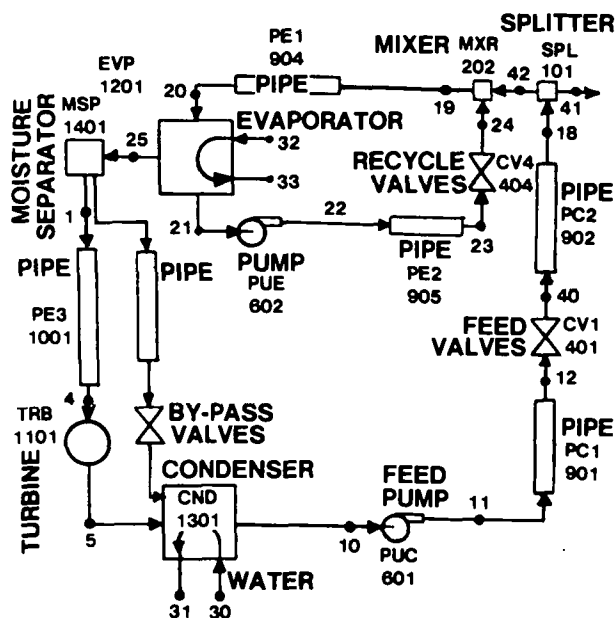 SPLITTER
PE1
904
MIXER
MXR
202
SPL
101
42
41
EVP
1201
20
PIPE
19
24
18
MSP
1401
25
EVAPORATOR
32
33
RECYCLE
VALVES
CV4
404
MOISTURE
SEPARATOR
1
21
22
23
PUMP
PUE
602
PIPE
PE2
905
PIPE
PC2
902
PIPE
PE3
1001
PIPE
40
FEED
VALVES
CV1
401
12
4
TRB
1101
TURBINE
BY-PASS
VALVES
PIPE
PC1
901
CONDENSER
CND
1301
FEED
PUMP
5
10
11
PUC
601
WATER
31
30